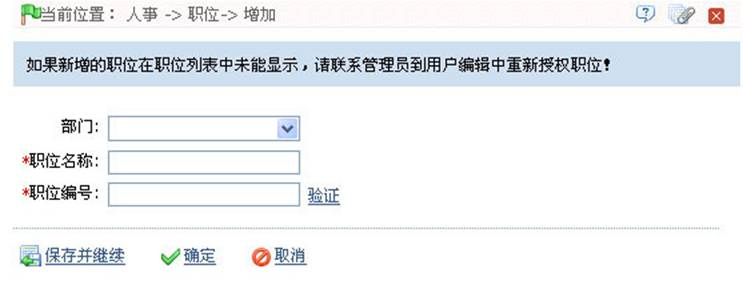 当前位置： 人事 -> 职位-> 增加
如果新增的职位在职位列表中未能显示，请联系管理员到用户编辑中重新授权职位！
部门：
*职位名称：
*职位编号： 验证
保存并继续 确定 取消